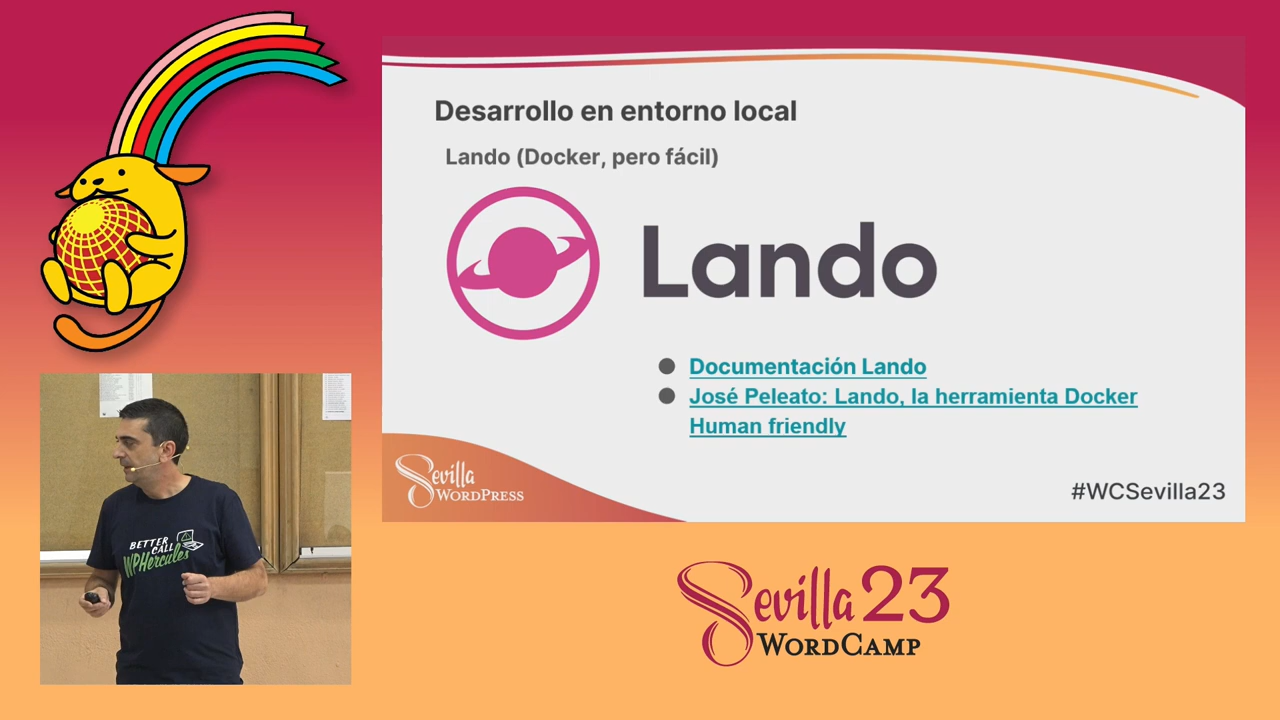 Desarrollo en entorno local
Lando (Docker, pero fácil)
Lando
Documentación Lando
José Peleato: Lando, la herramienta Docker
Human friendly
Sevilla
WORDPRESS
#WCSevilla23
BETTER
CALL
WPHercules
Sevilla 23
WORDCAMP